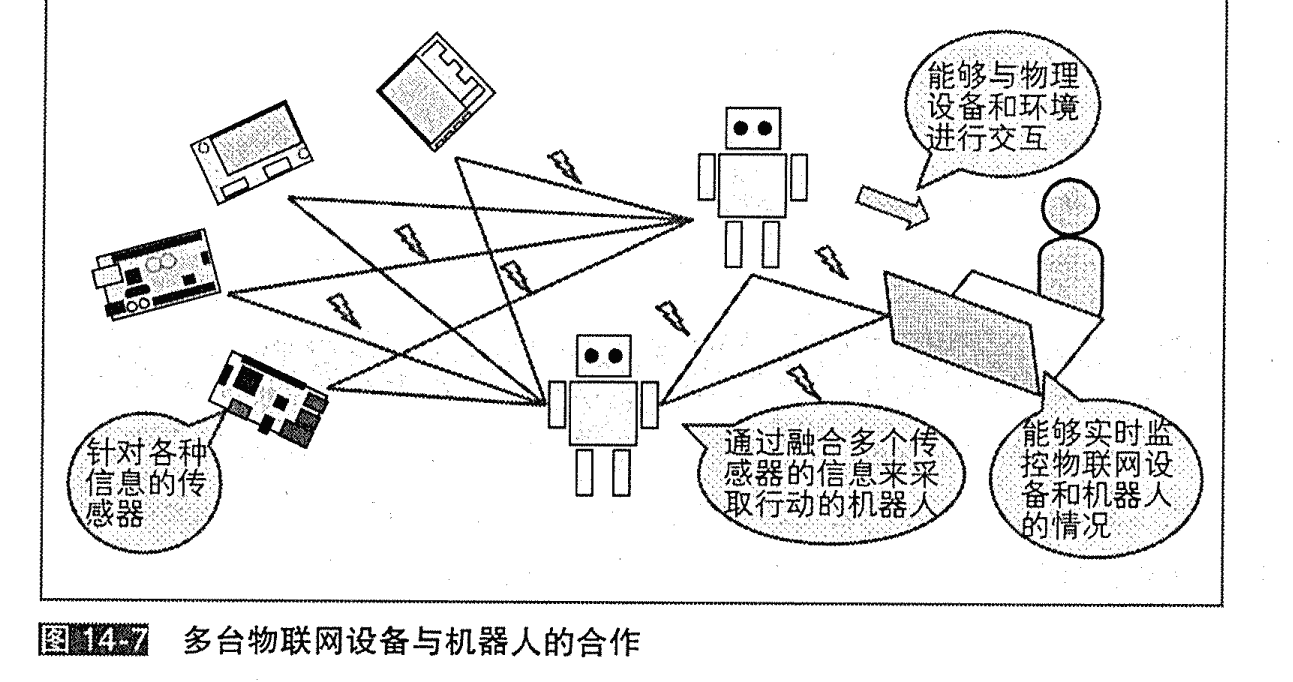 能够与物理
设备和环境
进行交互
针对各种
信息的传
感器
通过融合多个传
感器的信息来采
取行动的机器人
能够实时监
控物联网设
备和机器人
的情况
图 14-7 多台物联网设备与机器人的合作